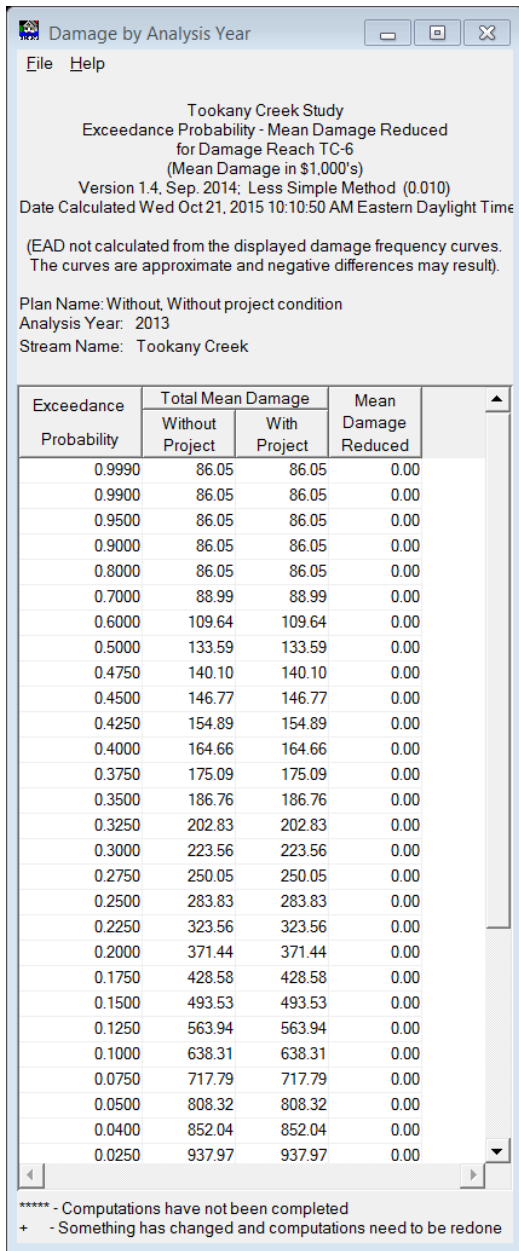 Damage by Analysis Year
File Help
Tookany Creek Study
Exceedance Probability - Mean Damage Reduced
for Damage Reach TC-6
(Mean Damage in $1,000's)
Version 1.4, Sep. 2014; Less Simple Method (0.010)
Date Calculated Wed Oct 21, 2015 10:10:50 AM Eastern Daylight Time
(EAD not calculated from the displayed damage frequency curves.
The curves are approximate and negative differences may result).
Plan Name: Without, Without project condition
Analysis Year: 2013
Stream Name: Tookany Creek
Exceedance Total Mean Damage Mean
Without With Damage
Probability Project Project Reduced
0.9990 86.05 86.05 0.00
0.9900 86.05 86.05 0.00
0.9500 86.05 86.05 0.00
0.9000 86.05 86.05 0.00
0.8000 86.05 86.05 0.00
0.7000 88.99 88.99 0.00
0.6000 109.64 109.64 0.00
0.5000 133.59 133.59 0.00
0.4750 140.10 140.10 0.00
0.4500 146.77 146.77 0.00
0.4250 154.89 154.89 0.00
0.4000 164.66 164.66 0.00
0.3750 175.09 175.09 0.00
0.3500 186.76 186.76 0.00
0.3250 202.83 202.83 0.00
0.3000 223.56 223.56 0.00
0.2750 250.05 250.05 0.00
0.2500 283.83 283.83 0.00
0.2250 323.56 323.56 0.00
0.2000 371.44 371.44 0.00
0.1750 428.58 428.58 0.00
0.1500 493.53 493.53 0.00
0.1250 563.94 563.94 0.00
0.1000 638.31 638.31 0.00
0.0750 717.79 717.79 0.00
0.0500 808.32 808.32 0.00
0.0400 852.04 852.04 0.00
0.0250 937.97 937.97 0.00
***** - Computations have not been completed
+ - Something has changed and computations need to be redone